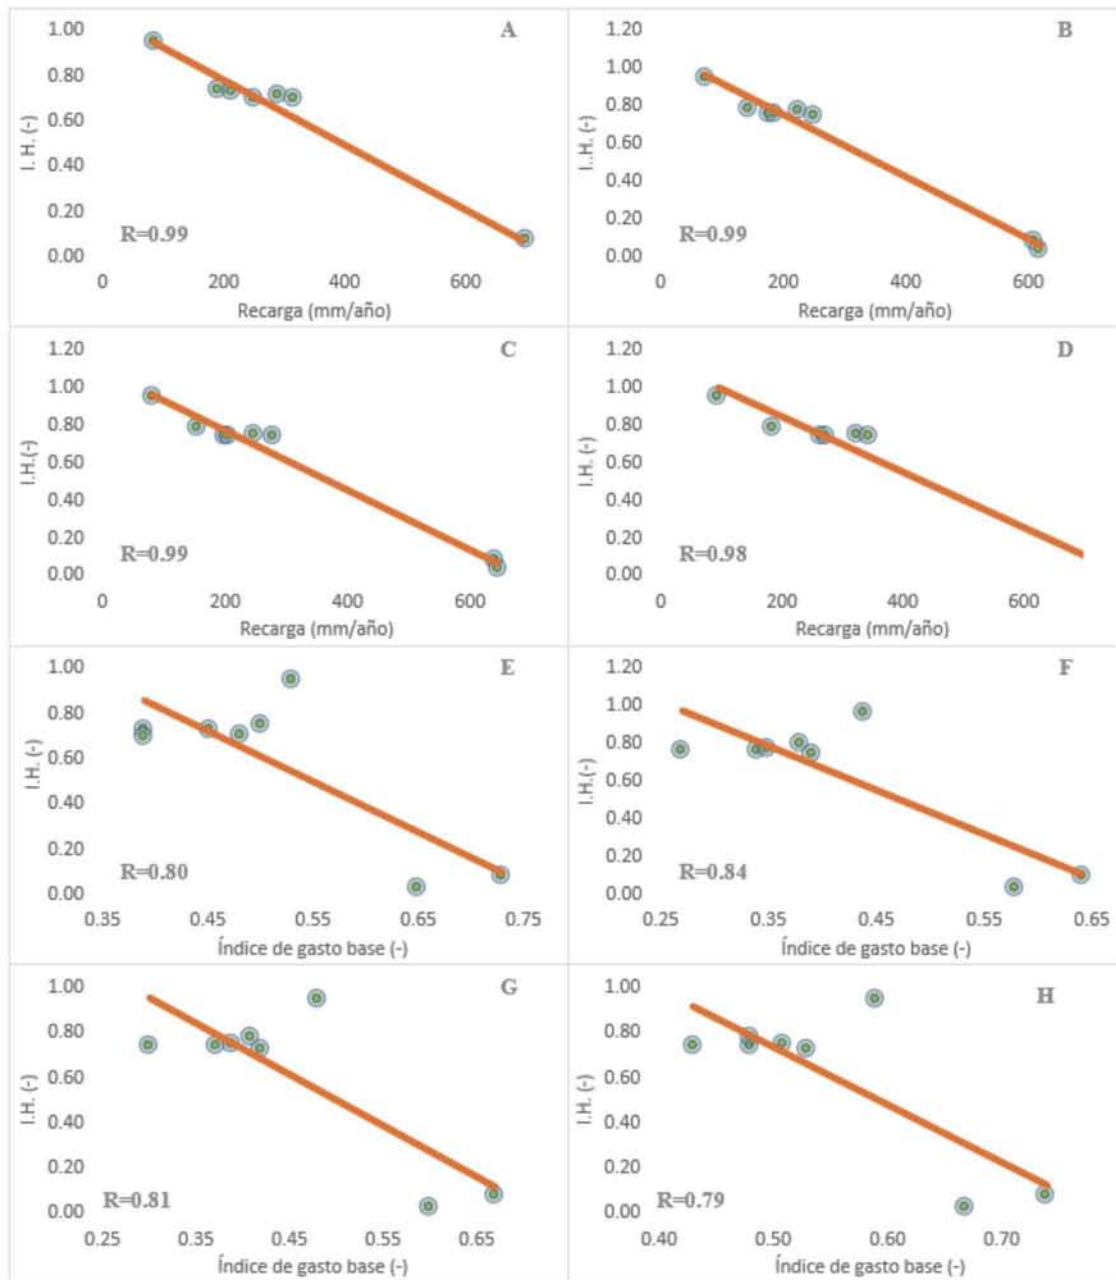 A
1.00
0.80
0.60
0.40
0.20
0.00
I. H. (-)
R=0.99
0 200 400 600
Recarga (mm/año)
B
1.20
1.00
0.80
0.60
0.40
0.20
0.00
I..H. (-)
R=0.99
0 200 400 600
Recarga (mm/año)
C
1.20
1.00
0.80
0.60
0.40
0.20
0.00
I.H.(-)
R=0.99
0 200 400 600
Recarga (mm/año)
D
1.20
1.00
0.80
0.60
0.40
0.20
0.00
I.H. (-)
R=0.98
0 200 400 600
Recarga (mm/año)
E
1.00
0.80
0.60
0.40
0.20
0.00
I.H. (-)
R=0.80
0.35 0.45 0.55 0.65 0.75
Índice de gasto base (-)
F
1.20
1.00
0.80
0.60
0.40
0.20
0.00
I.H.(-)
R=0.84
0.25 0.35 0.45 0.55 0.65
Índice de gasto base (-)
G
1.00
0.80
0.60
0.40
0.20
0.00
I.H. (-)
R=0.81
0.25 0.35 0.45 0.55 0.65
Índice de gasto base (-)
H
1.00
0.80
0.60
0.40
0.20
0.00
I.H. (-)
R=0.79
0.40 0.50 0.60 0.70
Índice de gasto base (-)